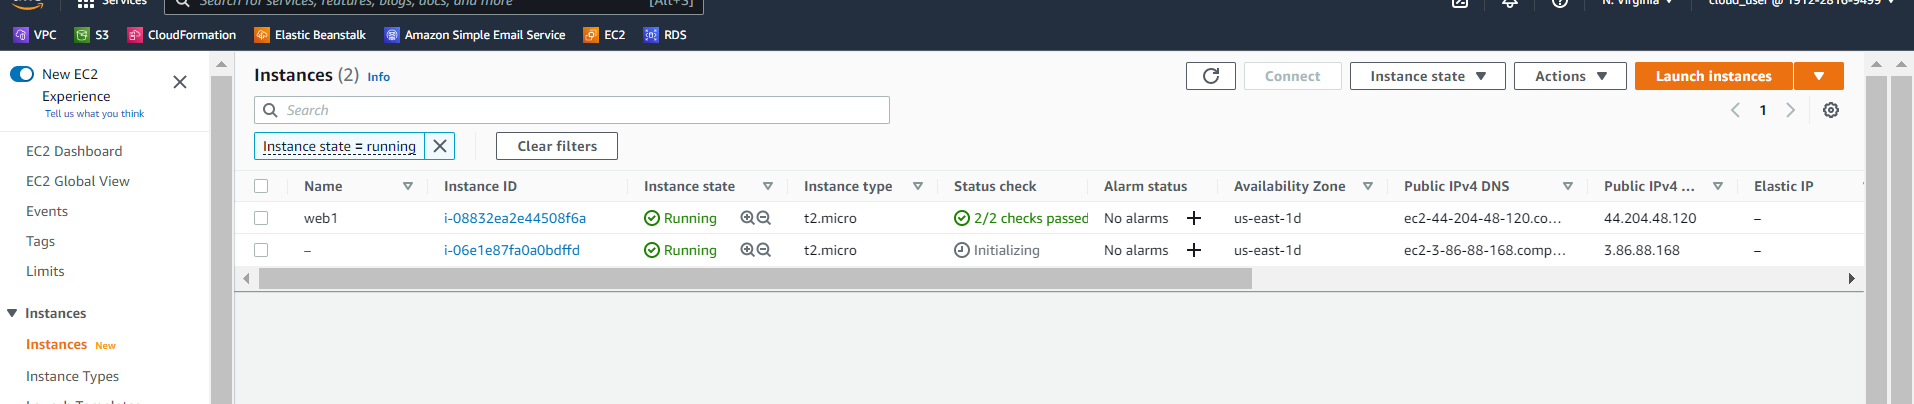 Services
Search for services, features, blogs, docs, and more
[Alt+S]
N. Virginia
cloud_user @ 1912-2816-9499
VPC S3 CloudFormation Elastic Beanstalk Amazon Simple Email Service EC2 RDS
New EC2
Experience
Tell us what you think
EC2 Dashboard
EC2 Global View
Events
Tags
Limits
Instances
Instances New
Instance Types
Launch Templates
Instances (2) Info
Connect Instance state Actions Launch instances
Search
1
Instance state = running Clear filters
Name Instance ID Instance state Instance type Status check Alarm status Availability Zone Public IPv4 DNS Public IPv4 ... Elastic IP
web1 i-08832ea2e44508f6a Running t2.micro 2/2 checks passed No alarms + us-east-1d ec2-44-204-48-120.co... 44.204.48.120 –
– i-06e1e87fa0a0bdffd Running t2.micro Initializing No alarms + us-east-1d ec2-3-86-88-168.comp... 3.86.88.168 –